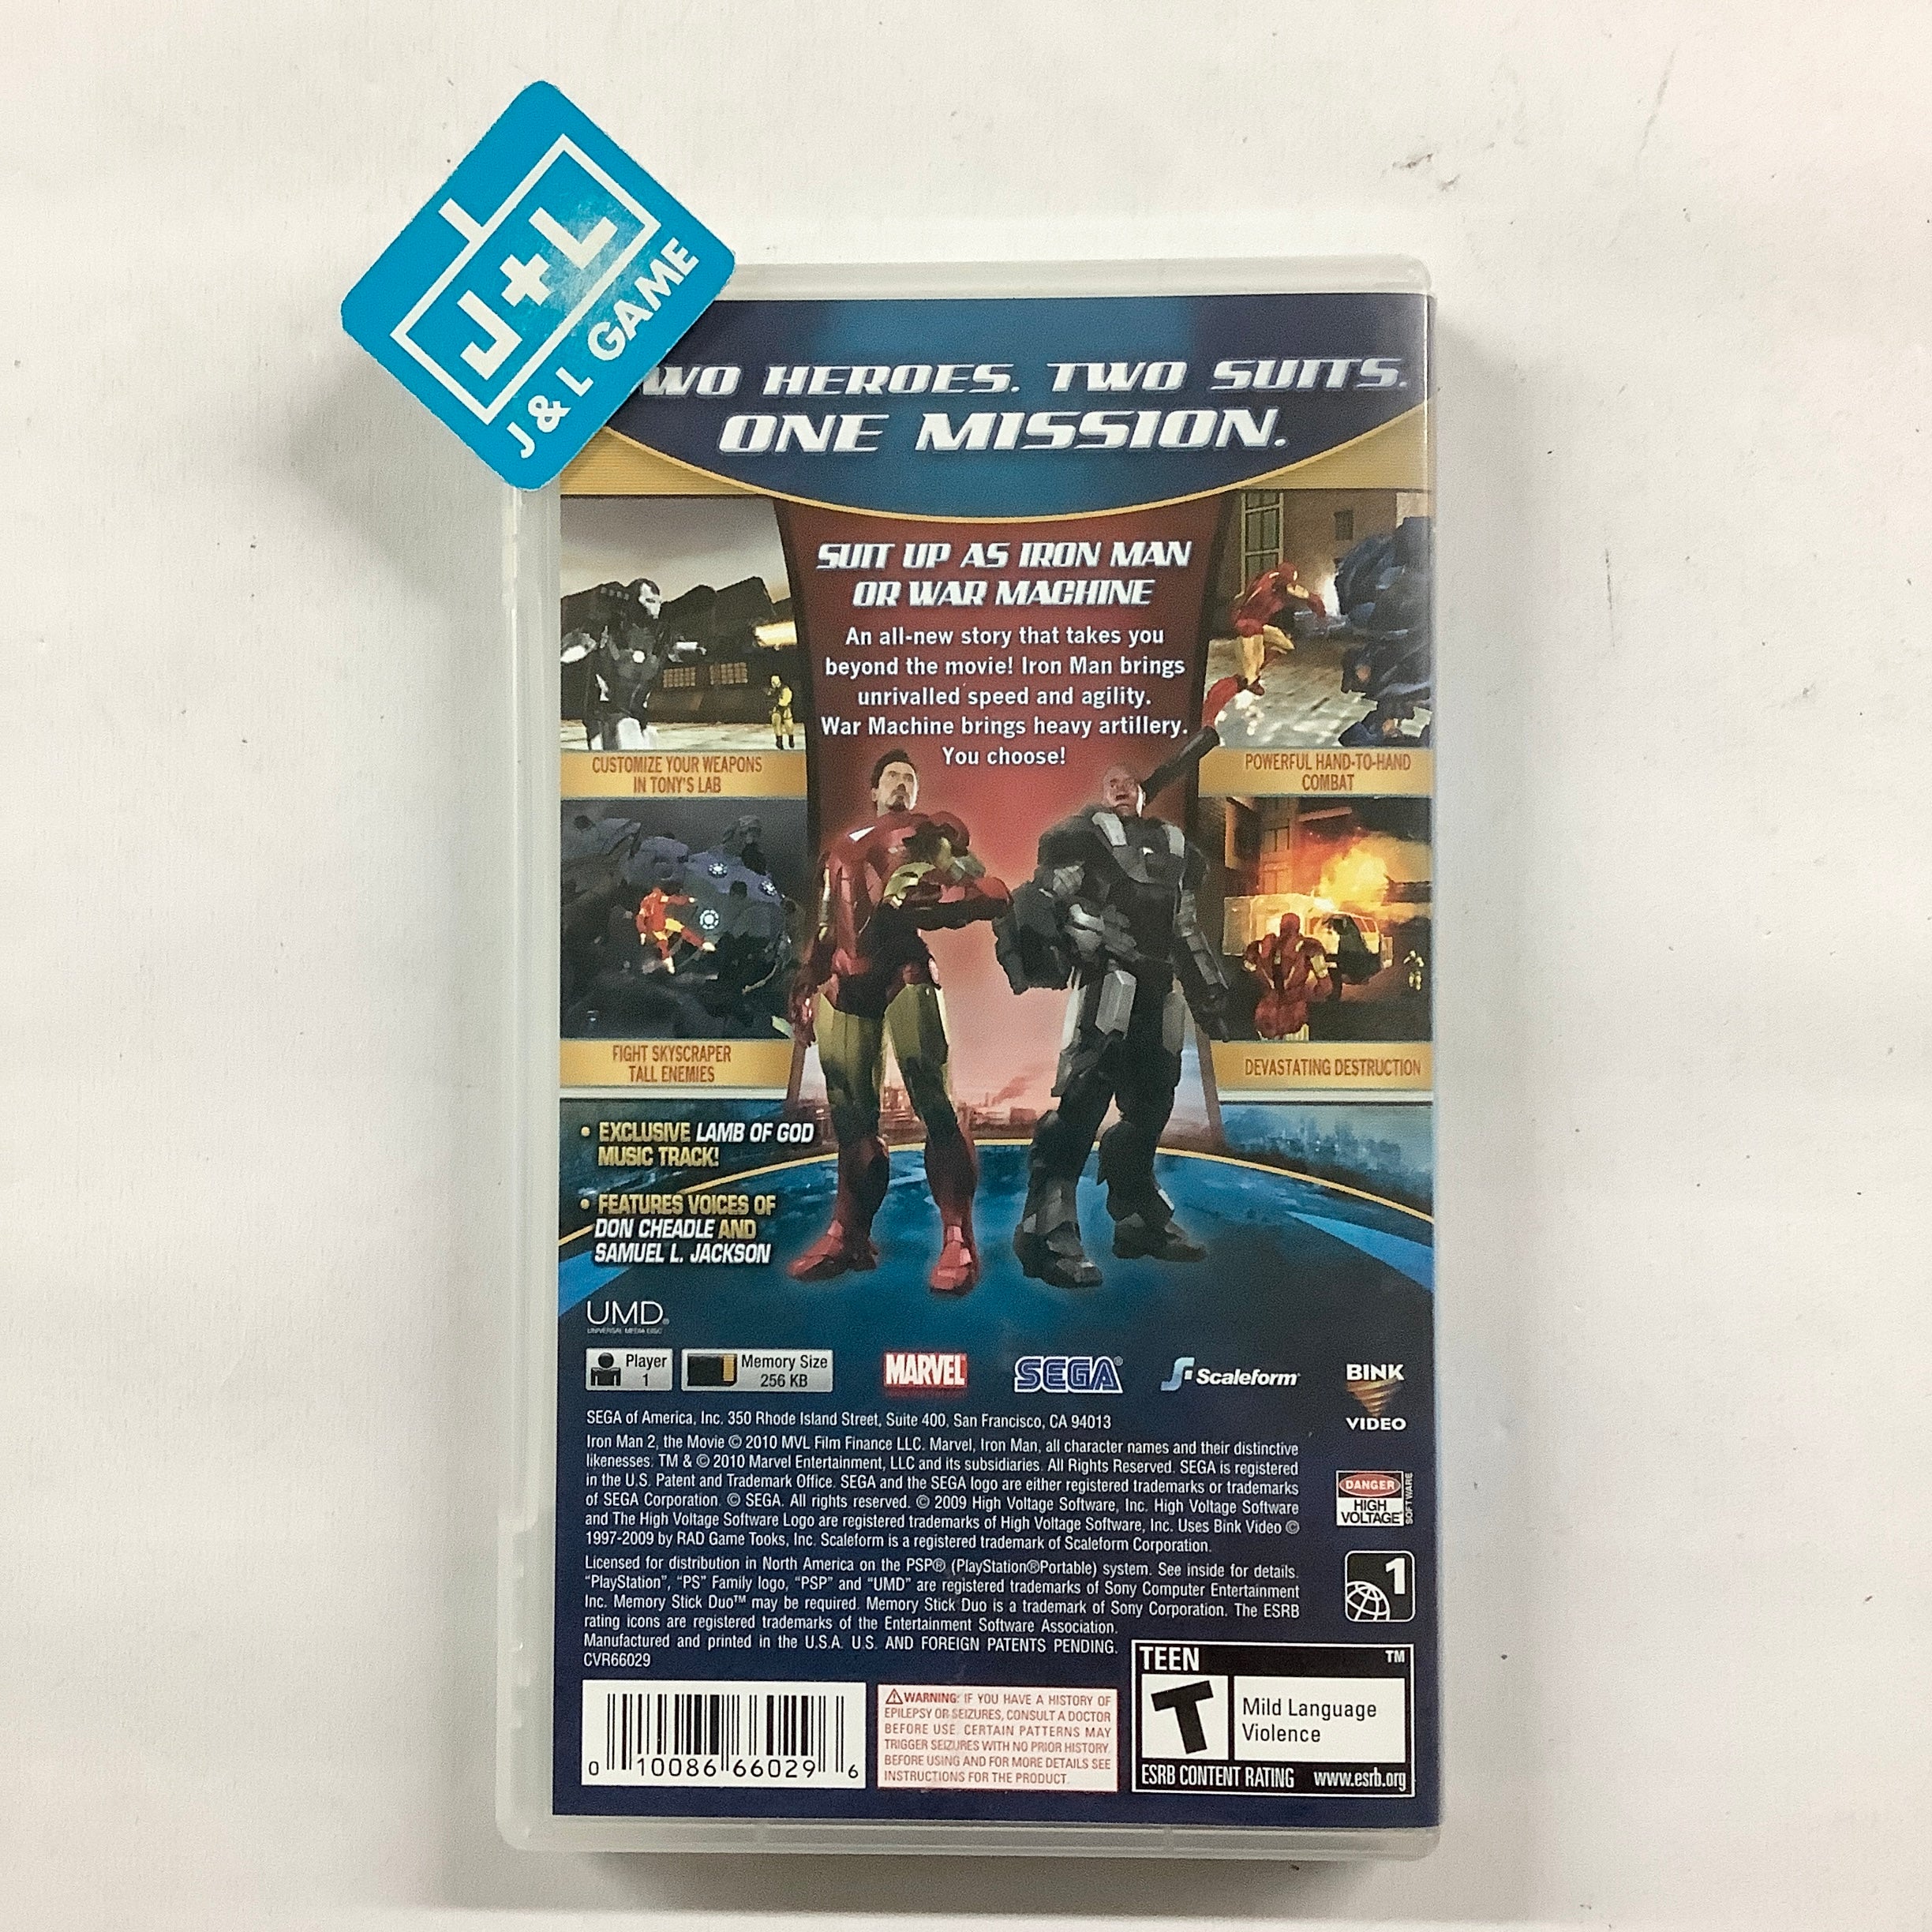 J+L
J & L GAME
WO HEROES. TWO SUITS.
ONE MISSION.
SUIT UP AS IRON MAN
OR WAR MACHINE
An all-new story that takes you
beyond the movie! Iron Man brings
unrivalled speed and agility.
War Machine brings heavy artillery.
You choose!
CUSTOMIZE YOUR WEAPONS
IN TONY'S LAB
POWERFUL HAND-TO-HAND
COMBAT
FIGHT SKYSCRAPER
TALL ENEMIES
DEVASTATING DESTRUCTION
• EXCLUSIVE LAMB OF GOD
MUSIC TRACK!
• FEATURES VOICES OF
DON CHEADLE AND
SAMUEL L. JACKSON
UMD®
UNIVERSAL MEDIA DISC
Player
1
Memory Size
256 KB
MARVEL
SEGA®
Scaleform
BINK
VIDEO
SEGA of America, Inc. 350 Rhode Island Street, Suite 400, San Francisco, CA 94013
Iron Man 2, the Movie © 2010 MVL Film Finance LLC. Marvel, Iron Man, all character names and their distinctive
likenesses: TM & © 2010 Marvel Entertainment, LLC and its subsidiaries. All Rights Reserved. SEGA is registered
in the U.S. Patent and Trademark Office. SEGA and the SEGA logo are either registered trademarks or trademarks
of SEGA Corporation. © SEGA. All rights reserved. © 2009 High Voltage Software, Inc. High Voltage Software
and The High Voltage Software Logo are registered trademarks of High Voltage Software, Inc. Uses Bink Video ©
1997-2009 by RAD Game Tooks, Inc. Scaleform is a registered trademark of Scaleform Corporation.
DANGER
HIGH
VOLTAGE
SOFTWARE
Licensed for distribution in North America on the PSP® (PlayStation®Portable) system. See inside for details.
"PlayStation", "PS" Family logo, "PSP" and "UMD" are registered trademarks of Sony Computer Entertainment
Inc. Memory Stick Duo™ may be required. Memory Stick Duo is a trademark of Sony Corporation. The ESRB
rating icons are registered trademarks of the Entertainment Software Association.
Manufactured and printed in the U.S.A. U.S. AND FOREIGN PATENTS PENDING.
CVR66029
1
TEEN ™
T
Mild Language
Violence
ESRB CONTENT RATING www.esrb.org
WARNING: IF YOU HAVE A HISTORY OF
EPILEPSY OR SEIZURES, CONSULT A DOCTOR
BEFORE USE. CERTAIN PATTERNS MAY
TRIGGER SEIZURES WITH NO PRIOR HISTORY.
BEFORE USING AND FOR MORE DETAILS SEE
INSTRUCTIONS FOR THE PRODUCT.
0 10086 66029 6